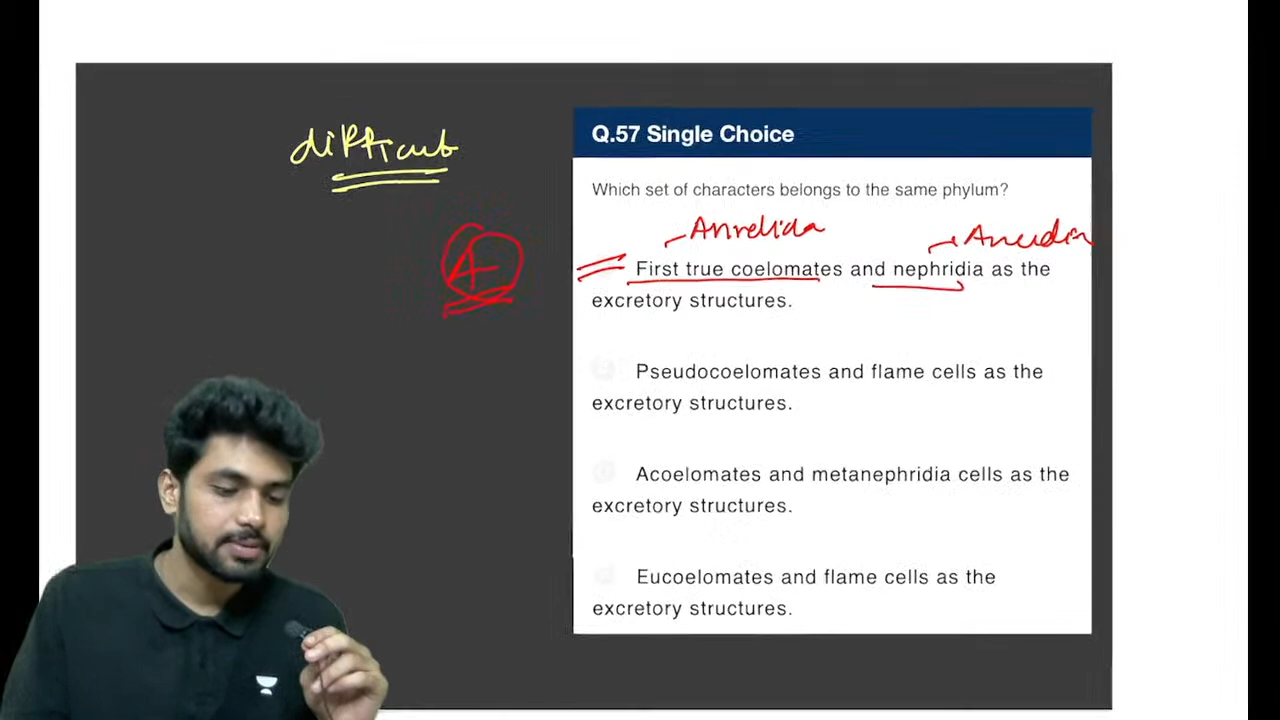 difficult
Q.57 Single Choice
Which set of characters belongs to the same phylum?
Annelida
A
First true coelomates and nephridia as the
excretory structures.
Pseudocoelomates and flame cells as the
excretory structures.
Acoelomates and metanephridia cells as the
excretory structures.
Eucoelomates and flame cells as the
excretory structures.